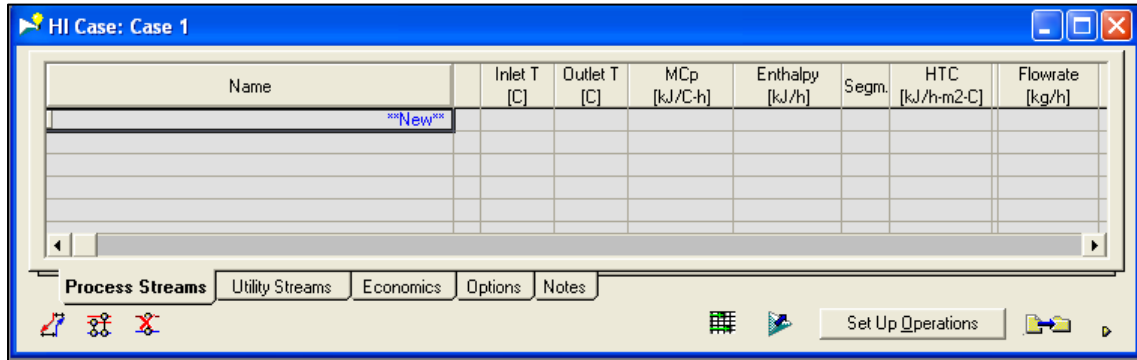 HI Case: Case 1
Name Inlet T [C] Outlet T [C] MCp [kJ/C-h] Enthalpy [kJ/h] Segm. HTC [kJ/h-m2-C] Flowrate [kg/h]
**New**
Process Streams Utility Streams Economics Options Notes
Set Up Operations